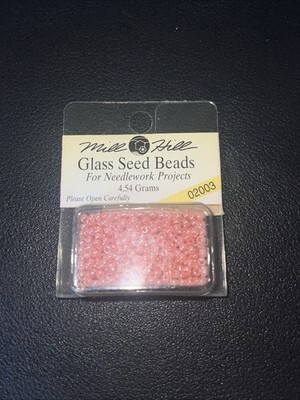 Mill Hill
Glass Seed Beads
For Needlework Projects
4.54 Grams
Please Open Carefully
02003